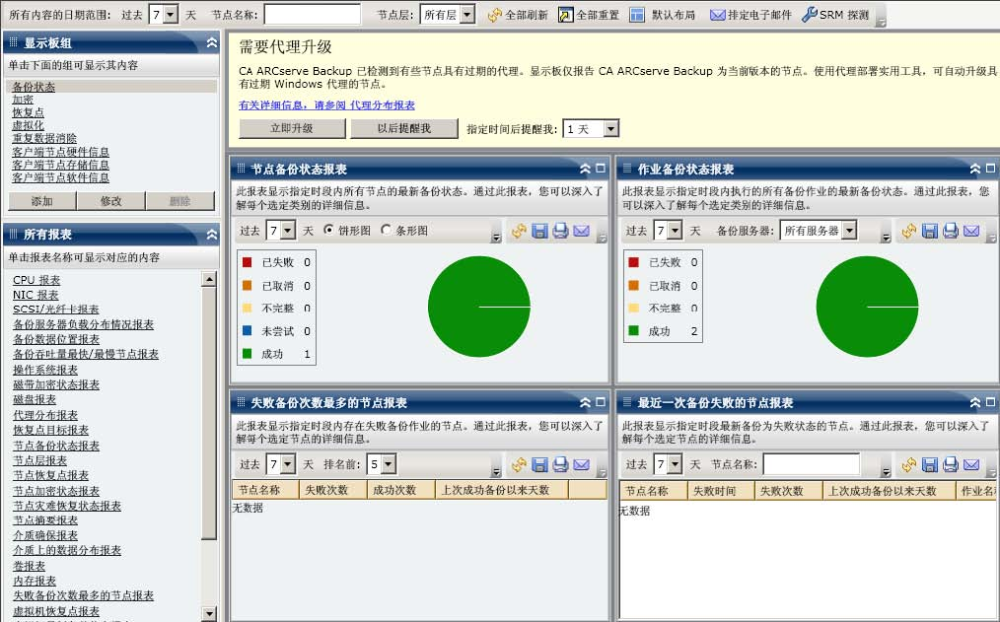 所有内容的日期范围: 过去 7 天 节点名称: 节点层: 所有层 全部刷新 全部重置 默认布局 排定电子邮件 SRM 探测
显示板组
单击下面的组可显示其内容
备份状态
加密
恢复点
虚拟化
重复数据消除
客户端节点硬件信息
客户端节点存储信息
客户端节点软件信息
添加 修改 删除
所有报表
单击报表名称可显示对应的内容
CPU 报表
NIC 报表
SCSI/光纤卡报表
备份服务器负载分布情况报表
备份数据位置报表
备份吞吐量最快/最慢节点报表
操作系统报表
磁带加密状态报表
磁盘报表
代理分布报表
恢复点目标报表
节点备份状态报表
节点层报表
节点恢复点报表
节点加密状态报表
节点灾难恢复状态报表
节点摘要报表
介质确保报表
介质上的数据分布报表
卷报表
内存报表
失败备份次数最多的节点报表
虚拟机恢复点报表
需要代理升级
CA ARCserve Backup 已检测到有些节点具有过期的代理。显示板仅报告 CA ARCserve Backup 为当前版本的节点。使用代理部署实用工具，可自动升级具
有过期 Windows 代理的节点。
有关详细信息，请参阅 代理分布报表
立即升级 以后提醒我 指定时间后提醒我: 1 天
节点备份状态报表
此报表显示指定时段内所有节点的最新备份状态。通过此报表，您可以深入了
解每个选定类别的详细信息。
过去 7 天 饼形图 条形图
已失败 0
已取消 0
不完整 0
未尝试 0
成功 1
作业备份状态报表
此报表显示指定时段内执行的所有备份作业的最新备份状态。通过此报表，您
可以深入了解每个选定类别的详细信息。
过去 7 天 备份服务器: 所有服务器
已失败 0
已取消 0
不完整 0
成功 2
失败备份次数最多的节点报表
此报表显示指定时段内存在失败备份作业的节点。通过此报表，您可以深入了
解每个选定节点的详细信息。
过去 7 天 排名前: 5
节点名称 失败次数 成功次数 上次成功备份以来天数
无数据
最近一次备份失败的节点报表
此报表显示指定时段最新备份为失败状态的节点。通过此报表，您可以深入了
解每个选定节点的详细信息。
过去 7 天 节点名称:
节点名称 失败时间 失败次数 上次成功备份以来天数 作业名
无数据